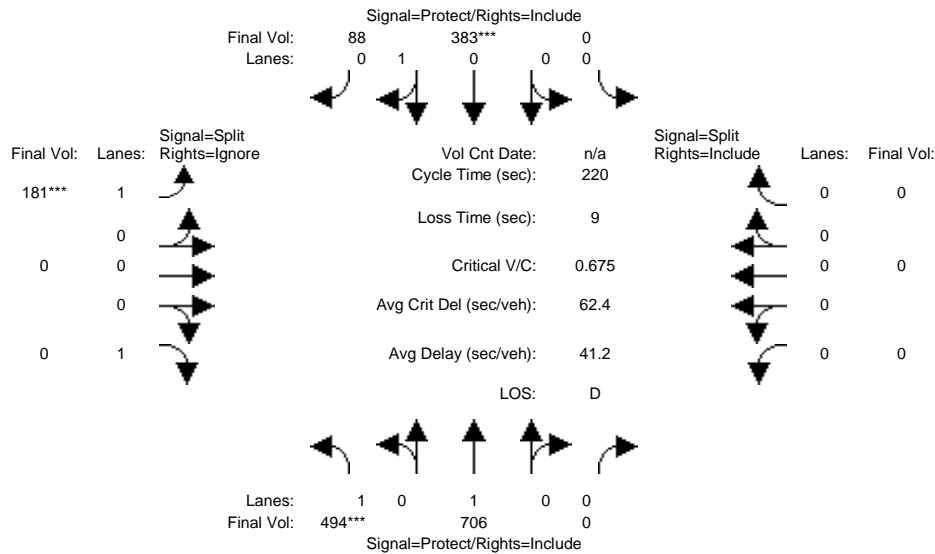 Signal=Protect/Rights=Include
Final Vol: 88 383*** 0
Lanes: 0 1 0 0 0
Signal=Split
Final Vol: Lanes: Rights=Ignore
Vol Cnt Date: n/a
Signal=Split
Rights=Include Lanes: Final Vol:
Cycle Time (sec): 220
181*** 1
0 0
Loss Time (sec): 9
0
0
0 0
Critical V/C: 0.675
0 0
0
Avg Crit Del (sec/veh): 62.4
0
0 1
Avg Delay (sec/veh): 41.2
0 0
LOS: D
Lanes: 1 0 1 0 0
Final Vol: 494*** 706 0
Signal=Protect/Rights=Include